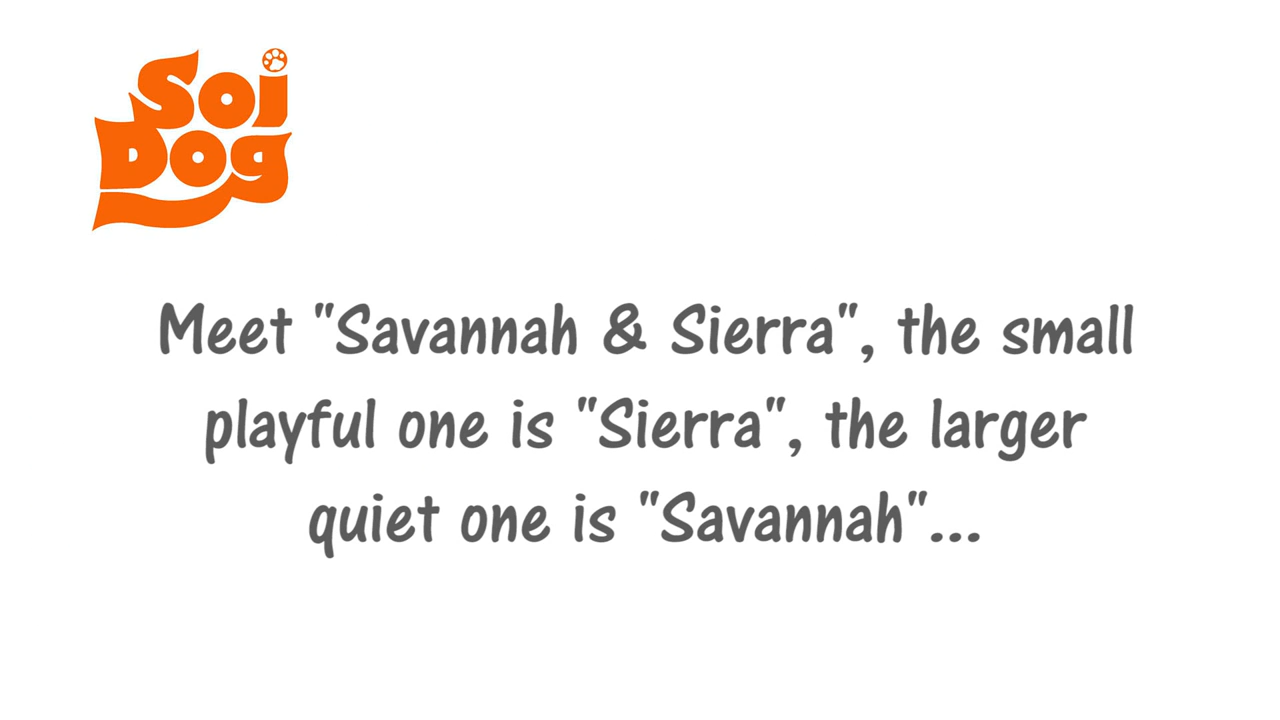 Soi
Dog
Meet "Savannah & Sierra", the small
playful one is "Sierra", the larger
quiet one is "Savannah"...